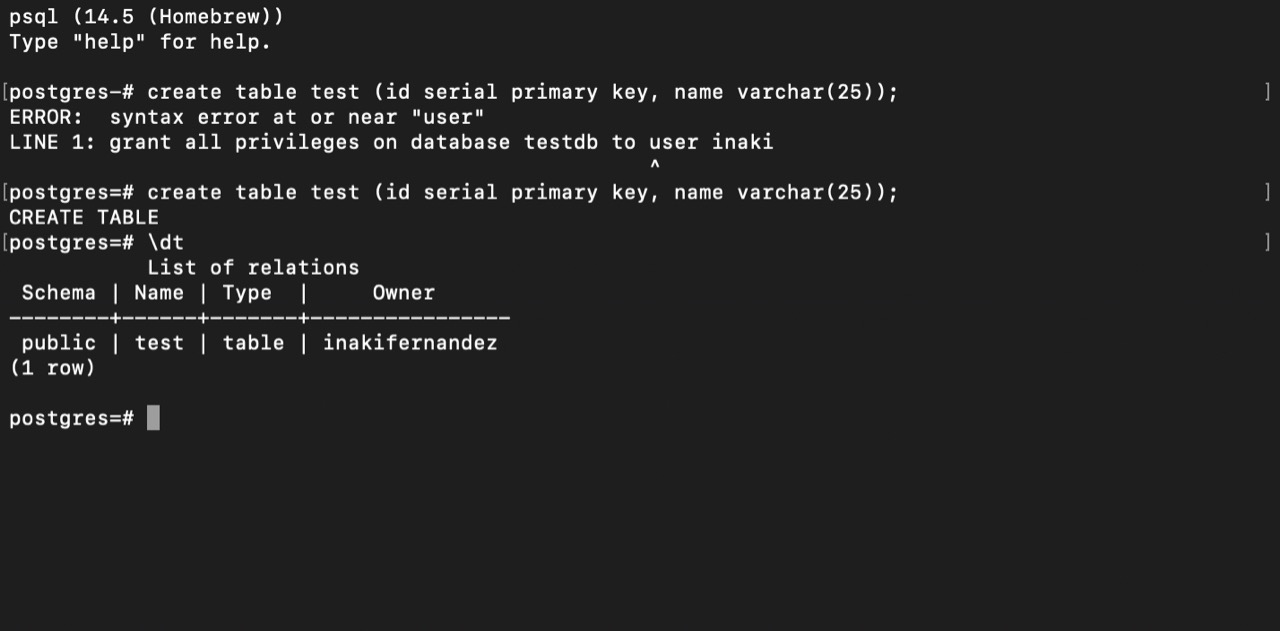 psql (14.5 (Homebrew))
Type "help" for help.
[postgres-# create table test (id serial primary key, name varchar(25)); ]
ERROR:  syntax error at or near "user"
LINE 1: grant all privileges on database testdb to user inaki
                                                   ^
[postgres=# create table test (id serial primary key, name varchar(25)); ]
CREATE TABLE
[postgres=# \dt ]
           List of relations
 Schema | Name | Type  |     Owner
--------+------+-------+----------------
 public | test | table | inakifernandez
(1 row)
postgres=#